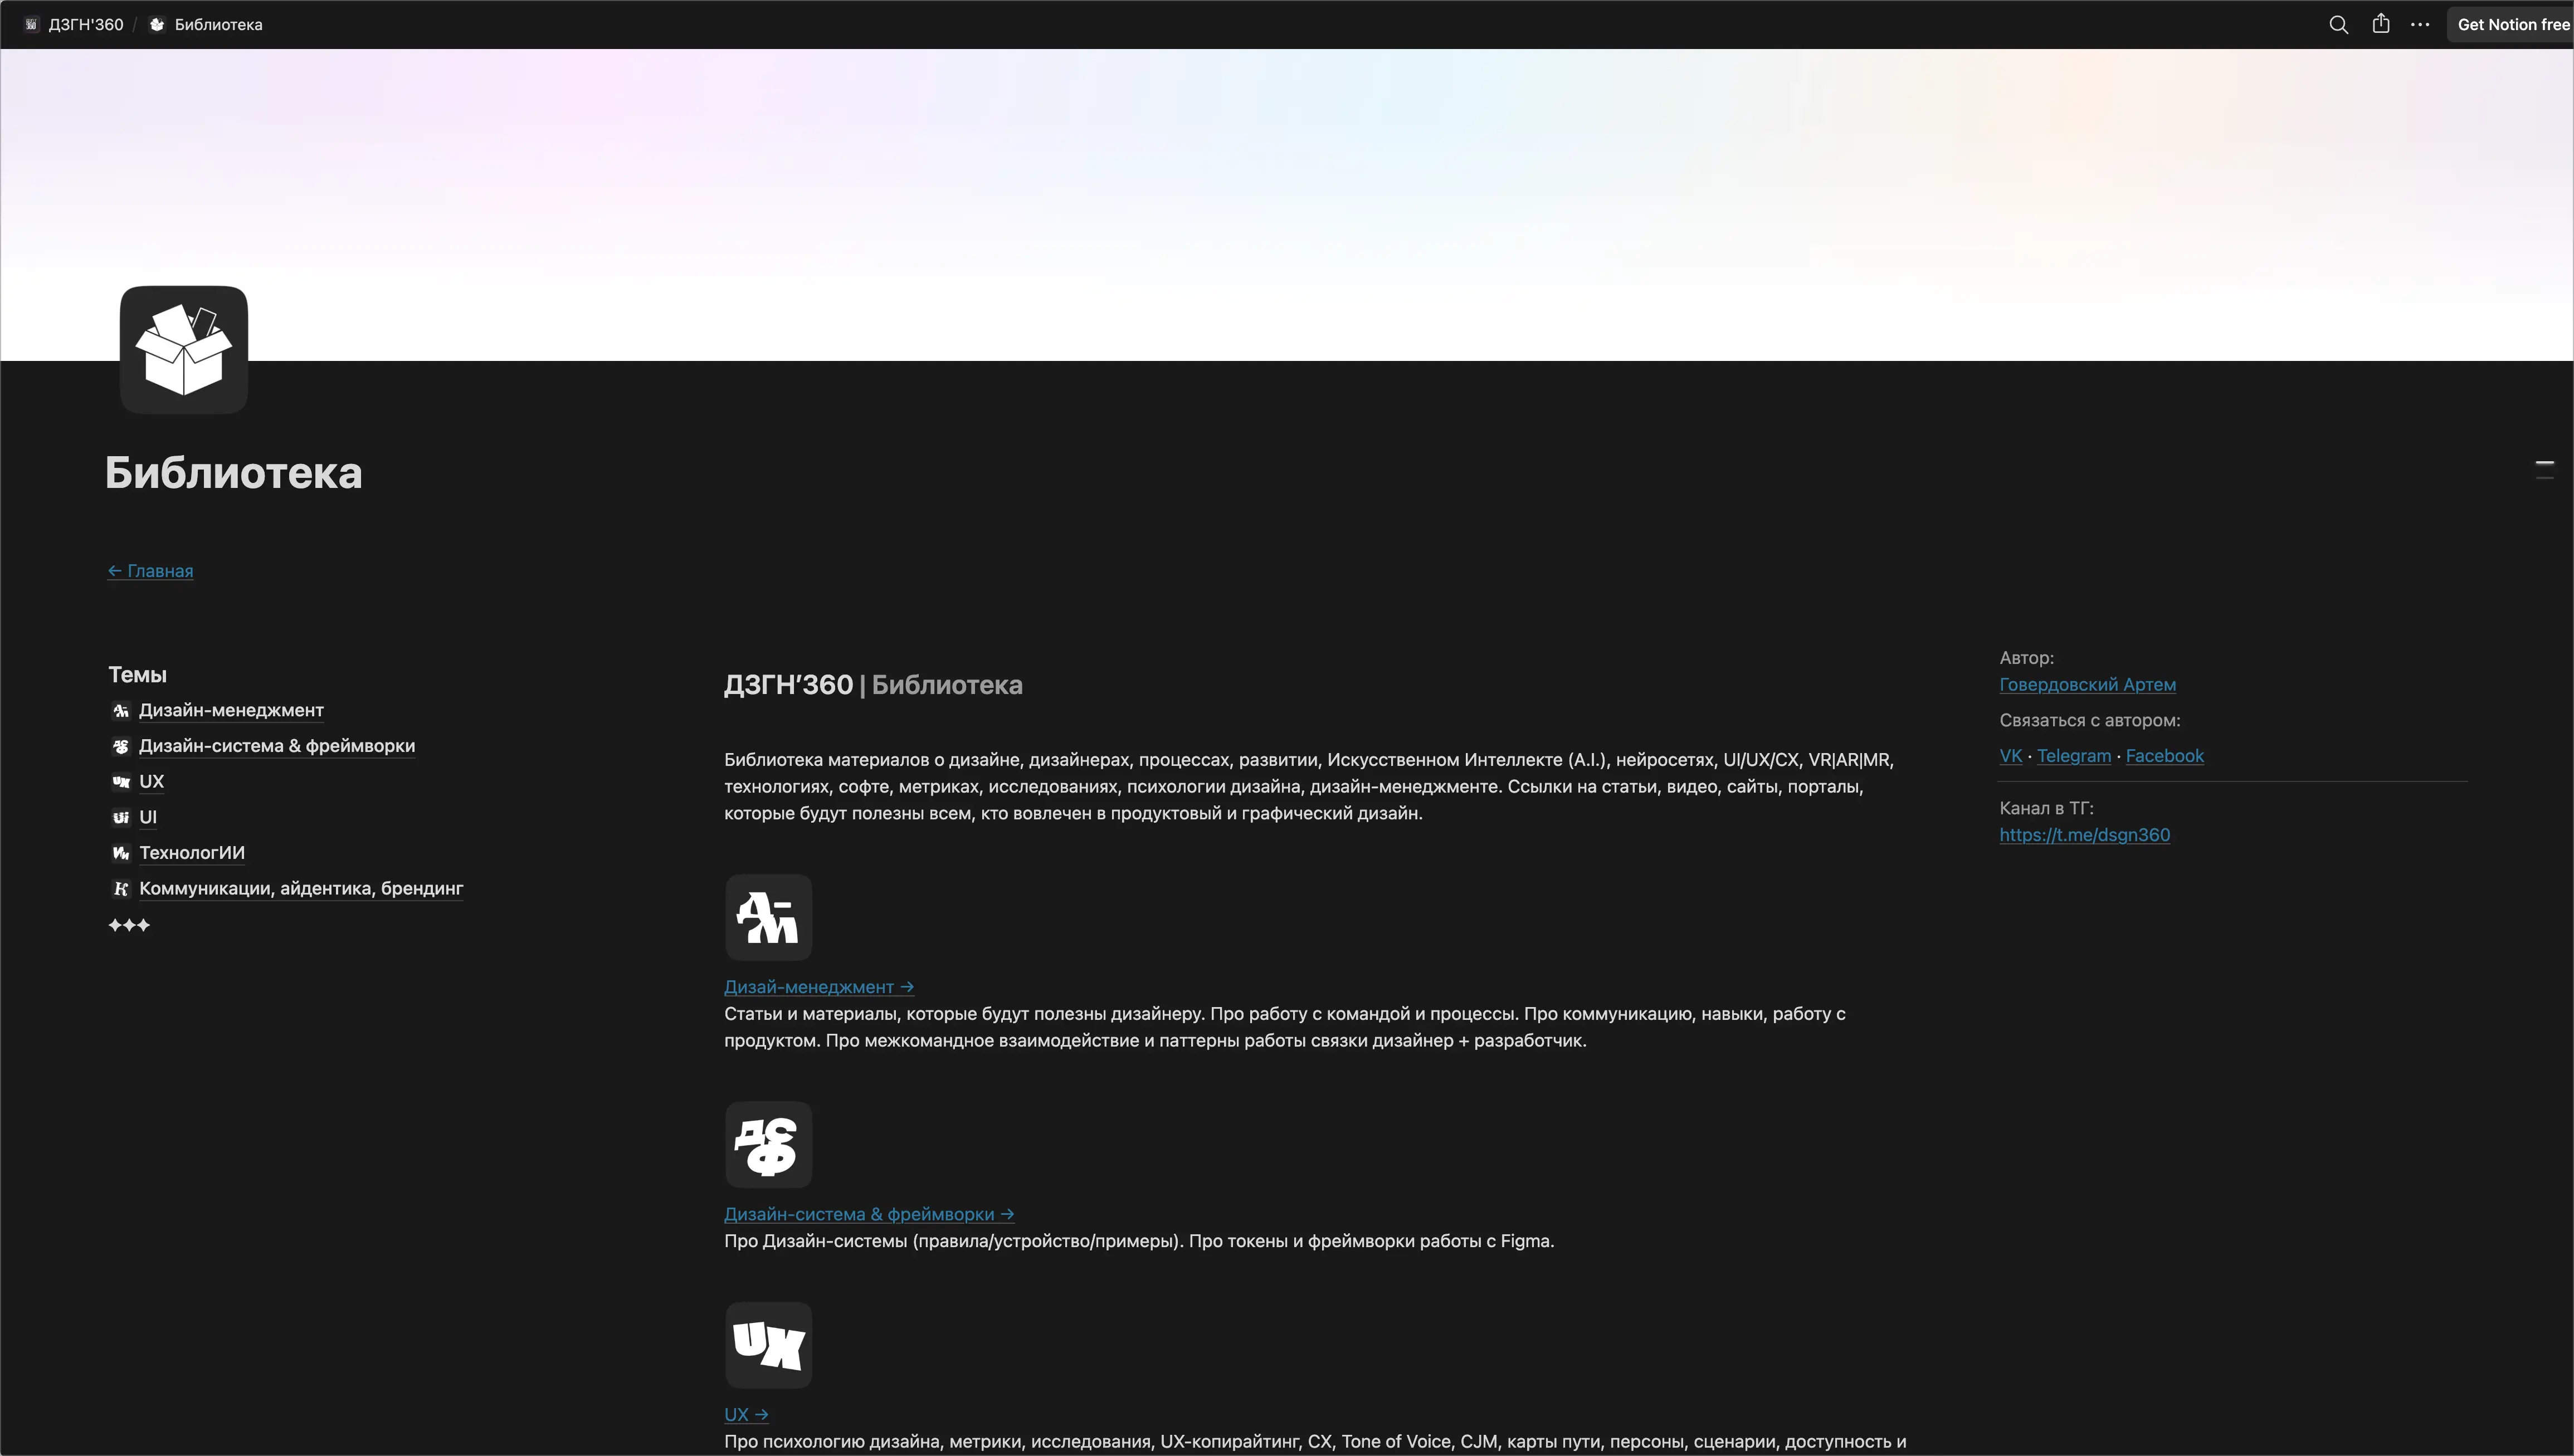 ДЗГН'360 / Библиотека
Get Notion free
Библиотека
← Главная
Темы
Дизайн-менеджмент
Дизайн-система & фреймворки
UX
UI
ТехнологИИ
Коммуникации, айдентика, брендинг
✦✦✦
ДЗГН’360 | Библиотека
Библиотека материалов о дизайне, дизайнерах, процессах, развитии, Искусственном Интеллекте (A.I.), нейросетях, UI/UX/CX, VR|AR|MR,
технологиях, софте, метриках, исследованиях, психологии дизайна, дизайн-менеджменте. Ссылки на статьи, видео, сайты, порталы,
которые будут полезны всем, кто вовлечен в продуктовый и графический дизайн.
Д-м
Дизай-менеджмент →
Статьи и материалы, которые будут полезны дизайнеру. Про работу с командой и процессы. Про коммуникацию, навыки, работу с
продуктом. Про межкомандное взаимодействие и паттерны работы связки дизайнер + разработчик.
дсф
Дизайн-система & фреймворки →
Про Дизайн-системы (правила/устройство/примеры). Про токены и фреймворки работы с Figma.
UX
UX →
Про психологию дизайна, метрики, исследования, UX-копирайтинг, CX, Tone of Voice, CJM, карты пути, персоны, сценарии, доступность и
Автор:
Говердовский Артем
Связаться с автором:
VK · Telegram · Facebook
Канал в ТГ:
https://t.me/dsgn360